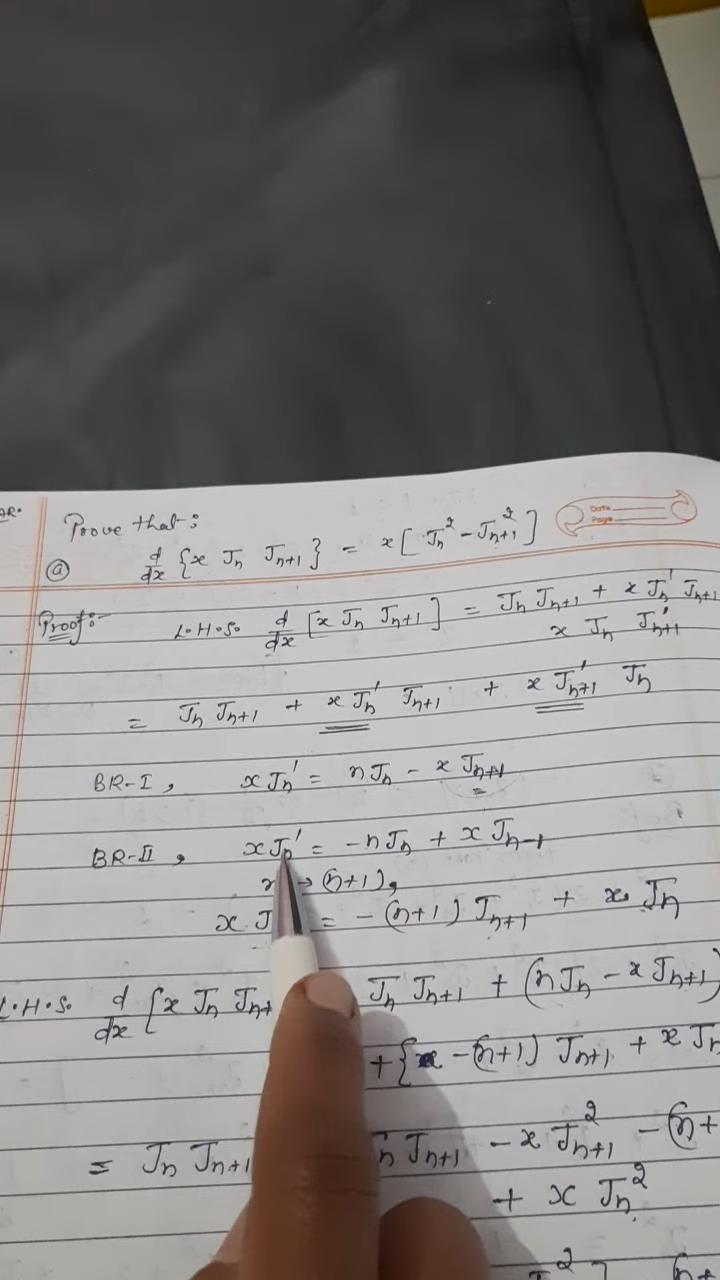 AR.
Prove that :
Date
Page
ⓐ d/dx {x Jₙ Jₙ₊₁} = x[ Jₙ² - Jₙ₊₁² ]
Proof:- L.H.S. d/dx [x Jₙ Jₙ₊₁] = Jₙ Jₙ₊₁ + x Jₙ' Jₙ₊₁
x Jₙ J'ₙ₊₁
= Jₙ Jₙ₊₁ + x Jₙ' Jₙ₊₁ + x J'ₙ₊₁ Jₙ
BR-I , x Jₙ' = n Jₙ - x Jₙ₊₁
BR-II , x Jₙ' = -n Jₙ + x Jₙ₋₁
→ (n+1),
x J = -(n+1) Jₙ₊₁ + x. Jₙ
L.H.S. d/dx [x Jₙ Jₙ₊ Jₙ Jₙ₊₁ + (n Jₙ - x Jₙ₊₁)
+ { -(n+1) Jₙ₊₁ + x Jₙ
= Jₙ Jₙ₊₁ Jₙ₊₁ - x Jₙ₊₁² - (n+
+ x Jₙ²